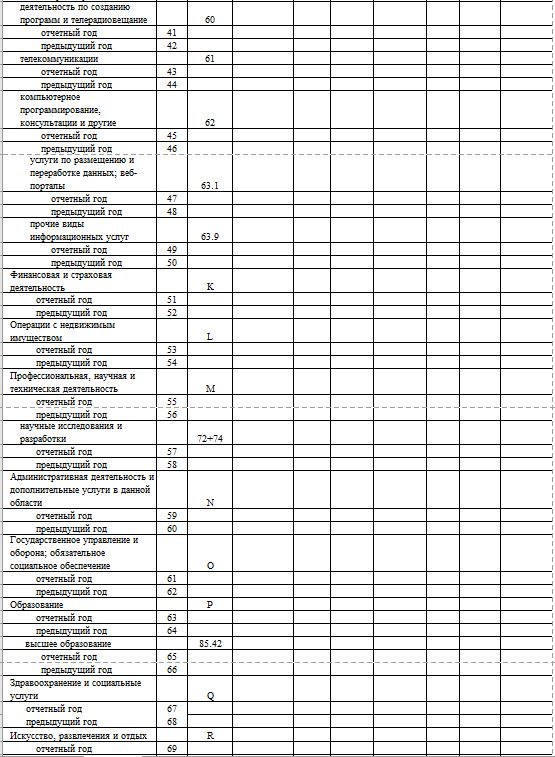 деятельность по созданию
программ и телерадиовещание 60
отчетный год 41
предыдущий год 42
телекоммуникации 61
отчетный год 43
предыдущий год 44
компьютерное
программирование,
консультации и другие 62
отчетный год 45
предыдущий год 46
услуги по размещению и
переработке данных; веб-
порталы 63.1
отчетный год 47
предыдущий год 48
прочие виды
информационных услуг 63.9
отчетный год 49
предыдущий год 50
Финансовая и страховая
деятельность K
отчетный год 51
предыдущий год 52
Операции с недвижимым
имуществом L
отчетный год 53
предыдущий год 54
Профессиональная, научная и
техническая деятельность M
отчетный год 55
предыдущий год 56
научные исследования и
разработки 72+74
отчетный год 57
предыдущий год 58
Административная деятельность и
дополнительные услуги в данной
области N
отчетный год 59
предыдущий год 60
Государственное управление и
оборона; обязательное
социальное обеспечение O
отчетный год 61
предыдущий год 62
Образование P
отчетный год 63
предыдущий год 64
высшее образование 85.42
отчетный год 65
предыдущий год 66
Здравоохранение и социальные
услуги Q
отчетный год 67
предыдущий год 68
Искусство, развлечения и отдых R
отчетный год 69